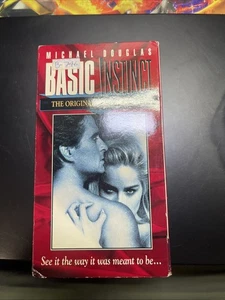 MICHAEL DOUGLAS
BASIC INSTINCT
THE ORIGINAL
See it the way it was meant to be...